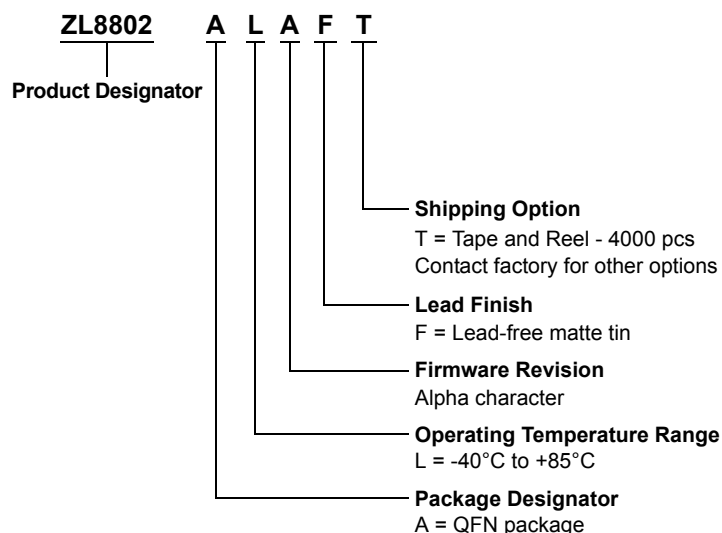 ZL8802 A L A F T
Product Designator
Shipping Option
T = Tape and Reel - 4000 pcs
Contact factory for other options
Lead Finish
F = Lead-free matte tin
Firmware Revision
Alpha character
Operating Temperature Range
L = -40°C to +85°C
Package Designator
A = QFN package